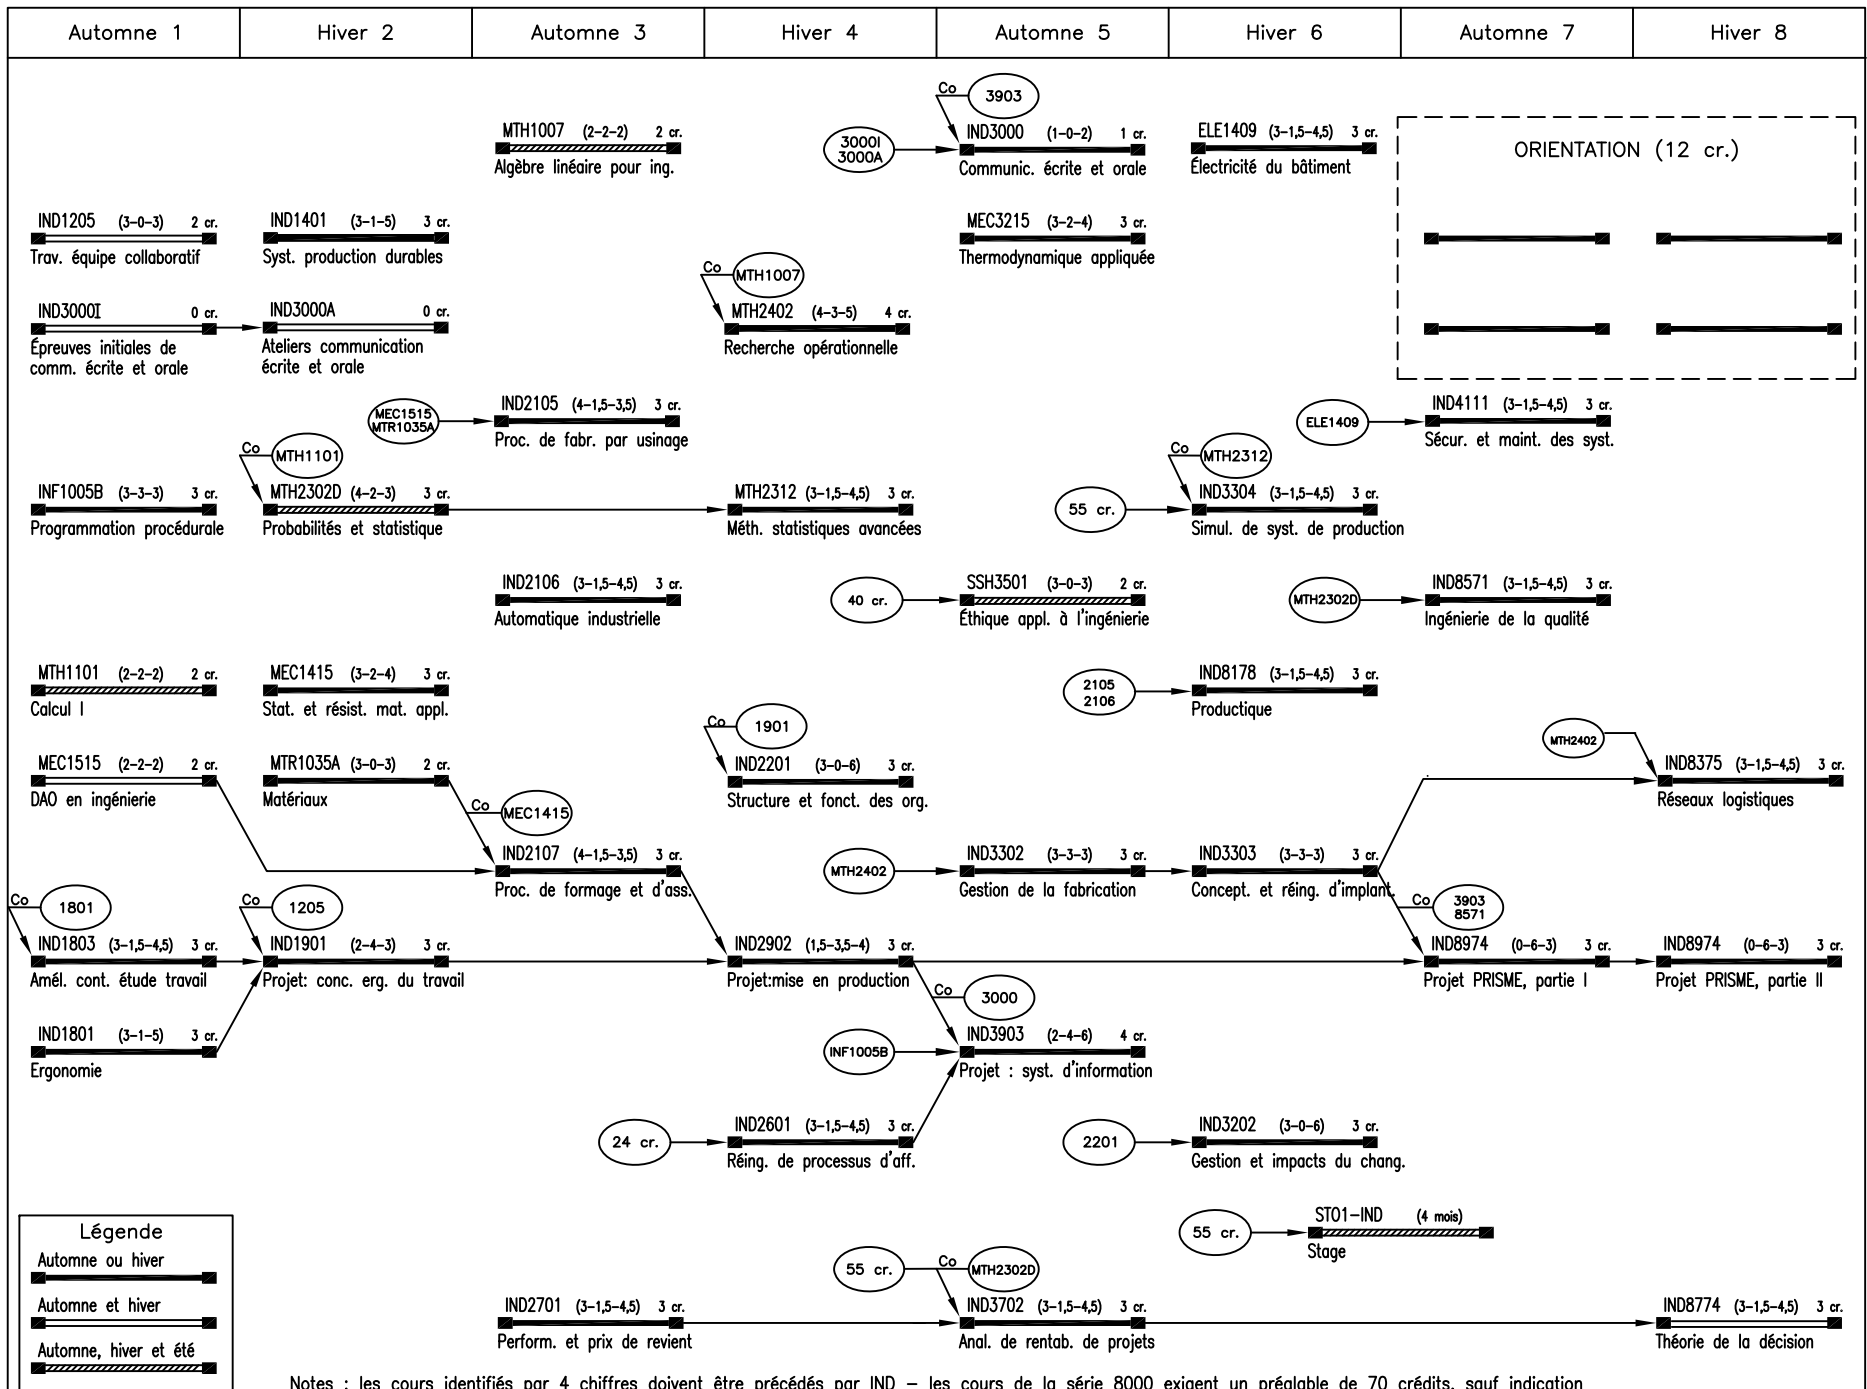 Automne 1
Hiver 2
Automne 3
Hiver 4
Automne 5
Hiver 6
Automne 7
Hiver 8
Co
3903
MTH1007 (2-2-2) 2 cr.
Algèbre linéaire pour ing.
3000I
3000A
IND3000 (1-0-2) 1 cr.
Communic. écrite et orale
ELE1409 (3-1,5-4,5) 3 cr.
Électricité du bâtiment
ORIENTATION (12 cr.)
IND1205 (3-0-3) 2 cr.
Trav. équipe collaboratif
IND1401 (3-1-5) 3 cr.
Syst. production durables
MEC3215 (3-2-4) 3 cr.
Thermodynamique appliquée
Co
MTH1007
IND3000I 0 cr.
Épreuves initiales de
comm. écrite et orale
IND3000A 0 cr.
Ateliers communication
écrite et orale
MTH2402 (4-3-5) 4 cr.
Recherche opérationnelle
MEC1515
MTR1035A
IND2105 (4-1,5-3,5) 3 cr.
Proc. de fabr. par usinage
ELE1409
IND4111 (3-1,5-4,5) 3 cr.
Sécur. et maint. des syst.
Co
MTH1101
Co
MTH2312
INF1005B (3-3-3) 3 cr.
Programmation procédurale
MTH2302D (4-2-3) 3 cr.
Probabilités et statistique
MTH2312 (3-1,5-4,5) 3 cr.
Méth. statistiques avancées
55 cr.
IND3304 (3-1,5-4,5) 3 cr.
Simul. de syst. de production
IND2106 (3-1,5-4,5) 3 cr.
Automatique industrielle
40 cr.
SSH3501 (3-0-3) 2 cr.
Éthique appl. à l'ingénierie
MTH2302D
IND8571 (3-1,5-4,5) 3 cr.
Ingénierie de la qualité
MTH1101 (2-2-2) 2 cr.
Calcul I
MEC1415 (3-2-4) 3 cr.
Stat. et résist. mat. appl.
2105
2106
IND8178 (3-1,5-4,5) 3 cr.
Productique
Co
1901
MTH2402
MEC1515 (2-2-2) 2 cr.
DAO en ingénierie
MTR1035A (3-0-3) 2 cr.
Matériaux
IND2201 (3-0-6) 3 cr.
Structure et fonct. des org.
IND8375 (3-1,5-4,5) 3 cr.
Réseaux logistiques
Co
MEC1415
IND2107 (4-1,5-3,5) 3 cr.
Proc. de formage et d'ass.
MTH2402
IND3302 (3-3-3) 3 cr.
Gestion de la fabrication
IND3303 (3-3-3) 3 cr.
Concept. et réing. d'implant.
Co
1801
Co
1205
Co
3903
8571
IND1803 (3-1,5-4,5) 3 cr.
Amél. cont. étude travail
IND1901 (2-4-3) 3 cr.
Projet: conc. erg. du travail
IND2902 (1,5-3,5-4) 3 cr.
Projet:mise en production
IND8974 (0-6-3) 3 cr.
Projet PRISME, partie I
IND8974 (0-6-3) 3 cr.
Projet PRISME, partie II
Co
3000
IND1801 (3-1-5) 3 cr.
Ergonomie
INF1005B
IND3903 (2-4-6) 4 cr.
Projet : syst. d'information
24 cr.
IND2601 (3-1,5-4,5) 3 cr.
Réing. de processus d'aff.
2201
IND3202 (3-0-6) 3 cr.
Gestion et impacts du chang.
55 cr.
ST01-IND (4 mois)
Stage
Légende
Automne ou hiver
Automne et hiver
Automne, hiver et été
55 cr.
Co
MTH2302D
IND2701 (3-1,5-4,5) 3 cr.
Perform. et prix de revient
IND3702 (3-1,5-4,5) 3 cr.
Anal. de rentab. de projets
IND8774 (3-1,5-4,5) 3 cr.
Théorie de la décision
Notes : les cours identifiés par 4 chiffres doivent être précédés par IND – les cours de la série 8000 exigent un préalable de 70 crédits, sauf indication